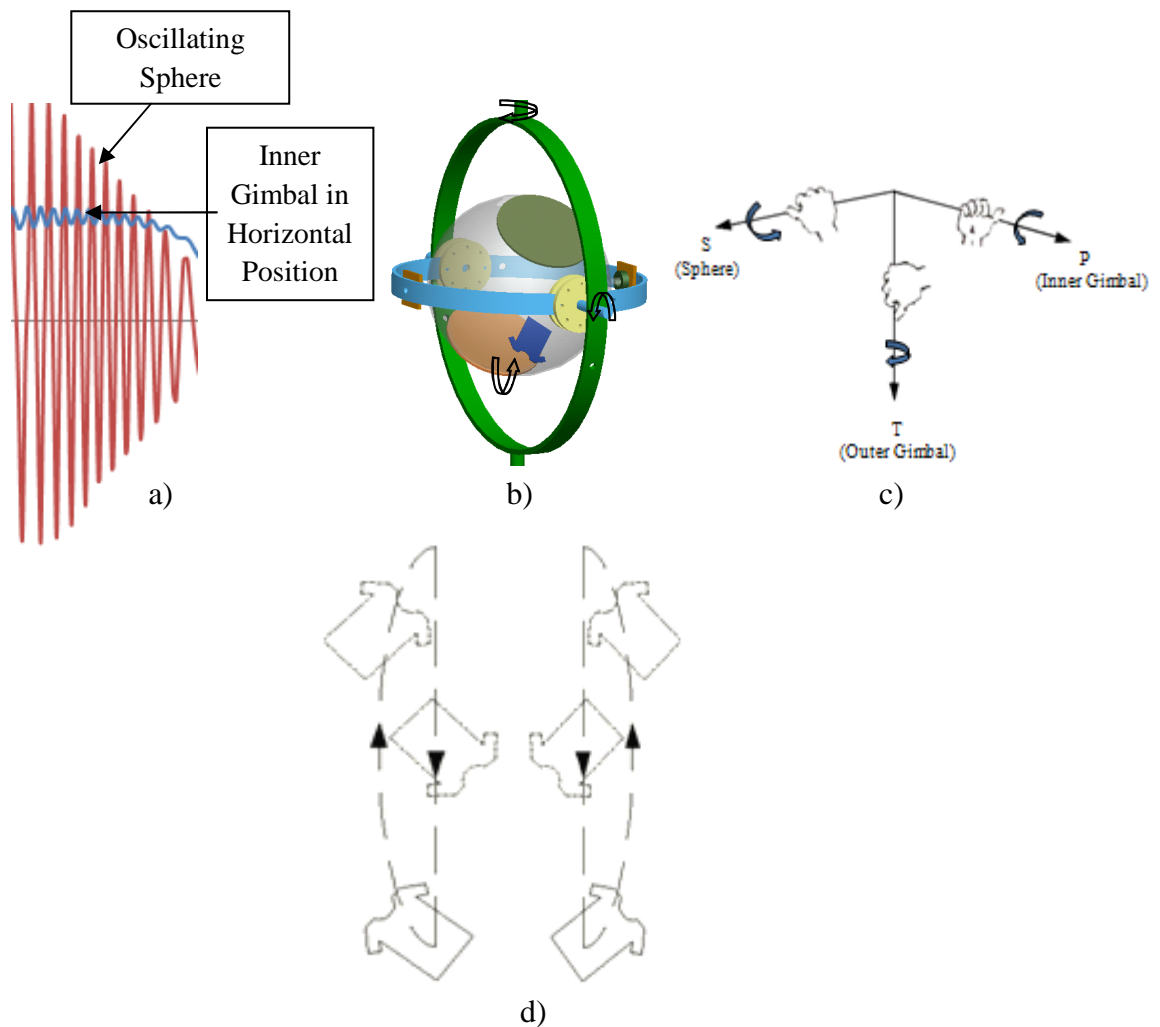 Oscillating
Sphere
Inner
Gimbal in
Horizontal
Position
a)
b)
S
(Sphere)
P
(Inner Gimbal)
T
(Outer Gimbal)
c)
d)